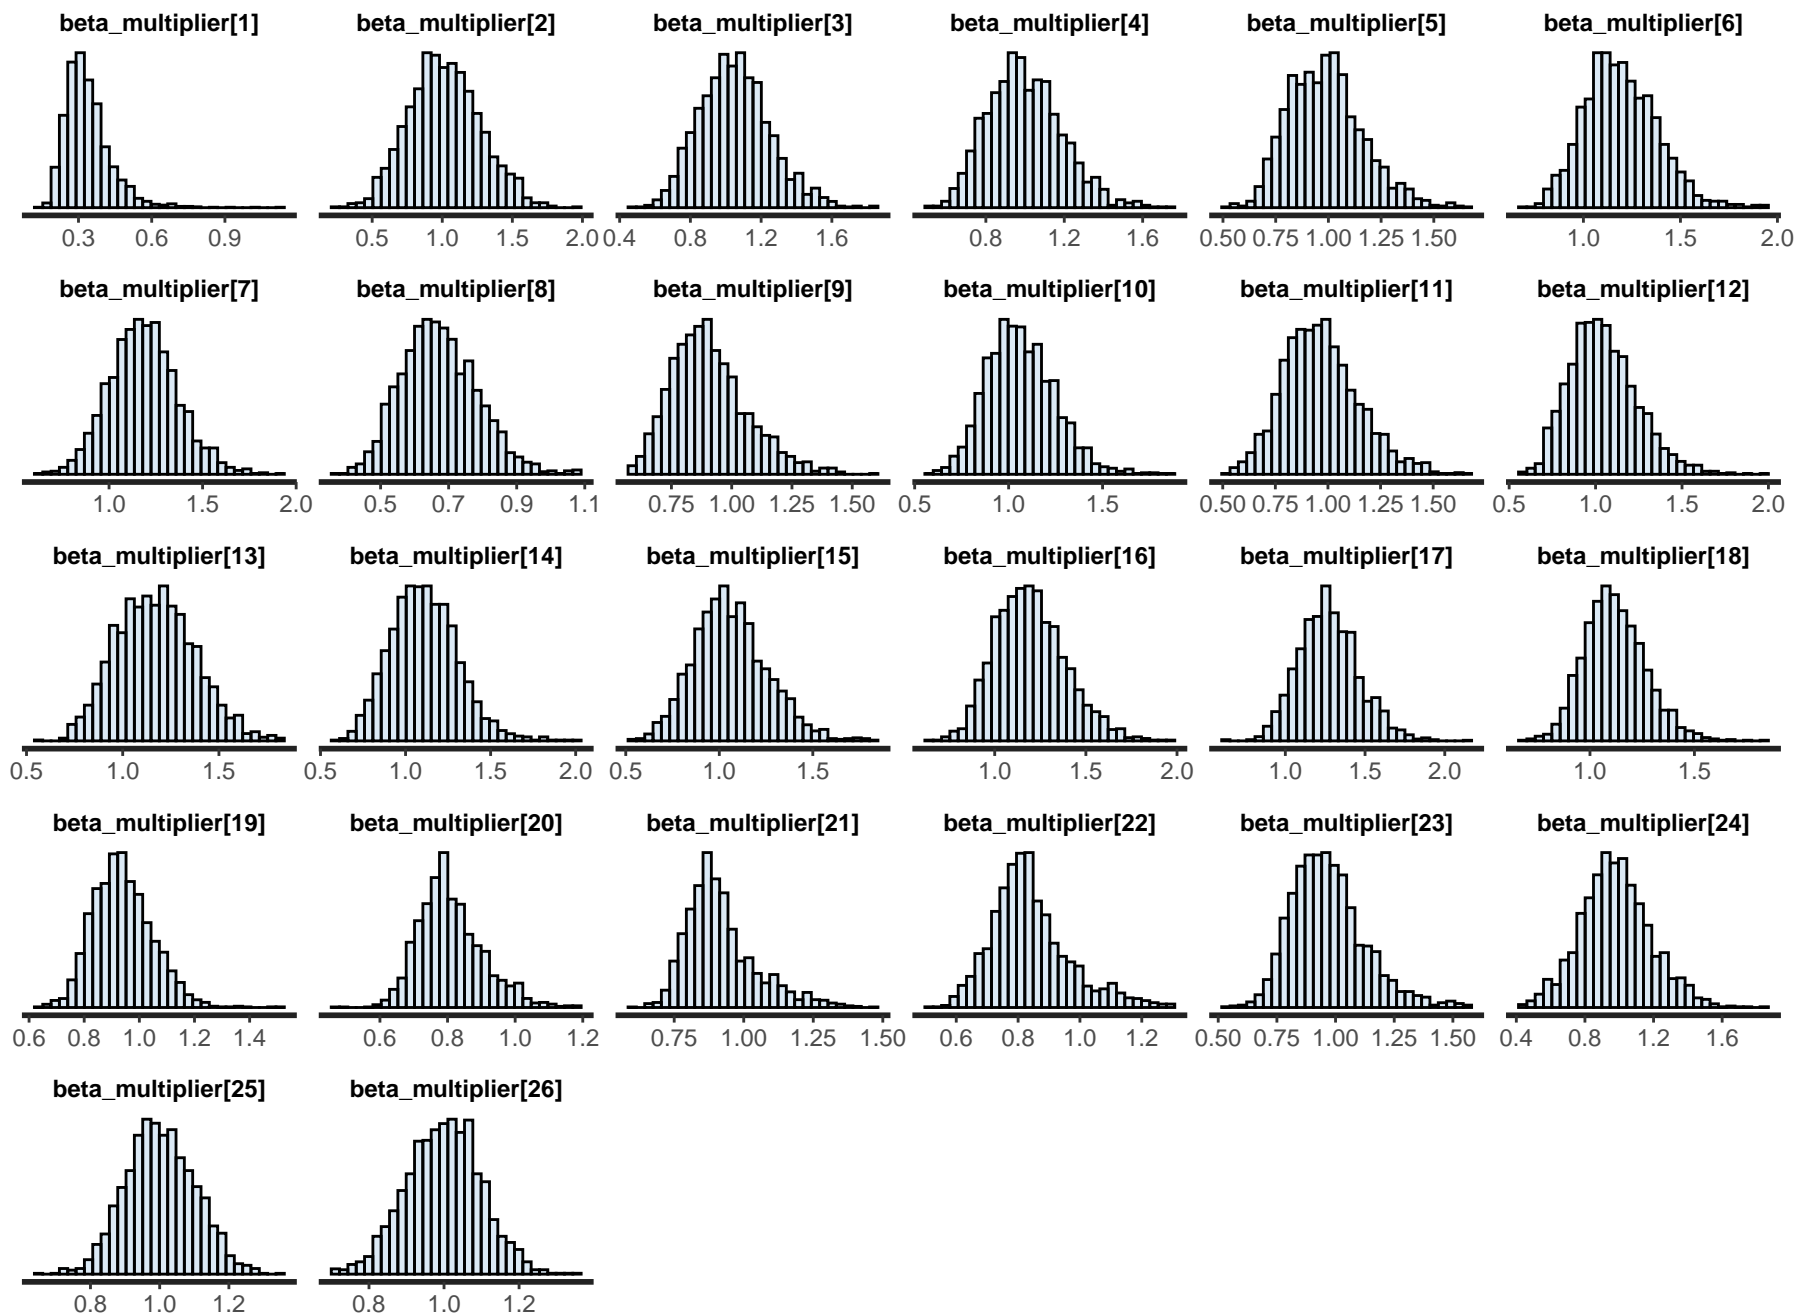 beta_multiplier[1] beta_multiplier[2] beta_multiplier[3] beta_multiplier[4] beta_multiplier[5] beta_multiplier[6]
0.3 0.6 0.9 0.5 1.0 1.5 2.0 0.4 0.8 1.2 1.6 0.8 1.2 1.6 0.50 0.75 1.00 1.25 1.50 1.0 1.5 2.0
beta_multiplier[7] beta_multiplier[8] beta_multiplier[9] beta_multiplier[10] beta_multiplier[11] beta_multiplier[12]
1.0 1.5 2.0 0.5 0.7 0.9 1.1 0.75 1.00 1.25 1.50 0.5 1.0 1.5 0.50 0.75 1.00 1.25 1.50 0.5 1.0 1.5 2.0
beta_multiplier[13] beta_multiplier[14] beta_multiplier[15] beta_multiplier[16] beta_multiplier[17] beta_multiplier[18]
0.5 1.0 1.5 0.5 1.0 1.5 2.0 0.5 1.0 1.5 1.0 1.5 2.0 1.0 1.5 2.0 1.0 1.5
beta_multiplier[19] beta_multiplier[20] beta_multiplier[21] beta_multiplier[22] beta_multiplier[23] beta_multiplier[24]
0.6 0.8 1.0 1.2 1.4 0.6 0.8 1.0 1.2 0.75 1.00 1.25 1.50 0.6 0.8 1.0 1.2 0.50 0.75 1.00 1.25 1.50 0.4 0.8 1.2 1.6
beta_multiplier[25] beta_multiplier[26]
0.8 1.0 1.2 0.8 1.0 1.2